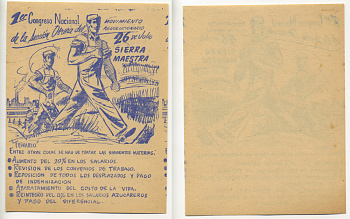 1er Congreso Nacional
de la Sección Obrera del
MOVIMIENTO
REVOLUCIONARIO
26 de Julio
SIERRA
MAESTRA
TEMARIO
ENTRE OTRAS COSAS SE HAN DE TRATAR LAS SIGUIENTES MATERIAS:
AUMENTO DEL 20% EN LOS SALARIOS.
REVISION DE LOS CONVENIOS DE TRABAJO.
REPOSICION DE TODOS LOS DESPLAZADOS Y PAGO
DE INDEMNIZACION
ABARATAMIENTO DEL COSTO DE LA VIDA.
REINTEGRO DEL % EN LOS SALARIOS AZUCAREROS
Y PAGO DEL DIFERENCIAL.